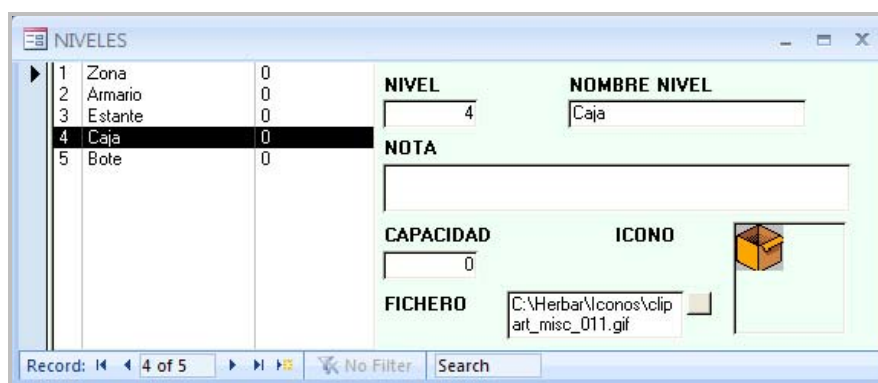 NIVELES
1 Zona 0
2 Armario 0
3 Estante 0
4 Caja 0
5 Bote 0
NIVEL
4
NOMBRE NIVEL
Caja
NOTA
CAPACIDAD
0
ICONO
FICHERO
C:\Herbar\Iconos\clip
art_misc_011.gif
Record: 4 of 5 No Filter Search